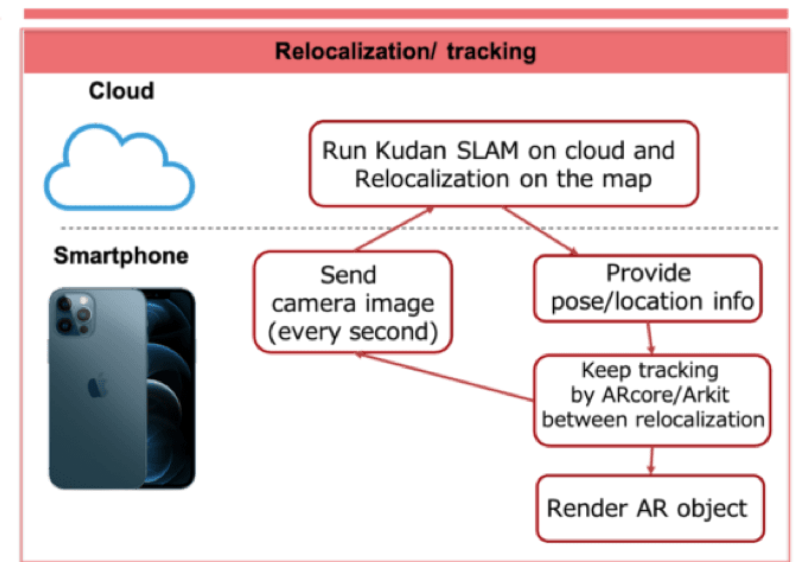 Relocalization/ tracking
Cloud
Run Kudan SLAM on cloud and
Relocalization on the map
Smartphone
Send
camera image
(every second)
Provide
pose/location info
Keep tracking
by ARcore/Arkit
between relocalization
Render AR object